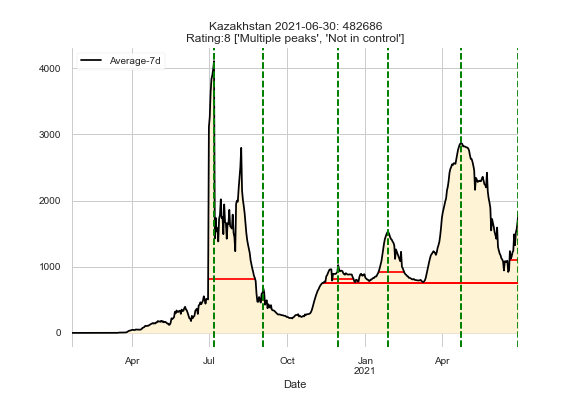 Kazakhstan 2021-06-30: 482686
Rating:8 ['Multiple peaks', 'Not in control']
Average-7d
4000
3000
2000
1000
0
Apr Jul Oct Jan Apr
2021
Date